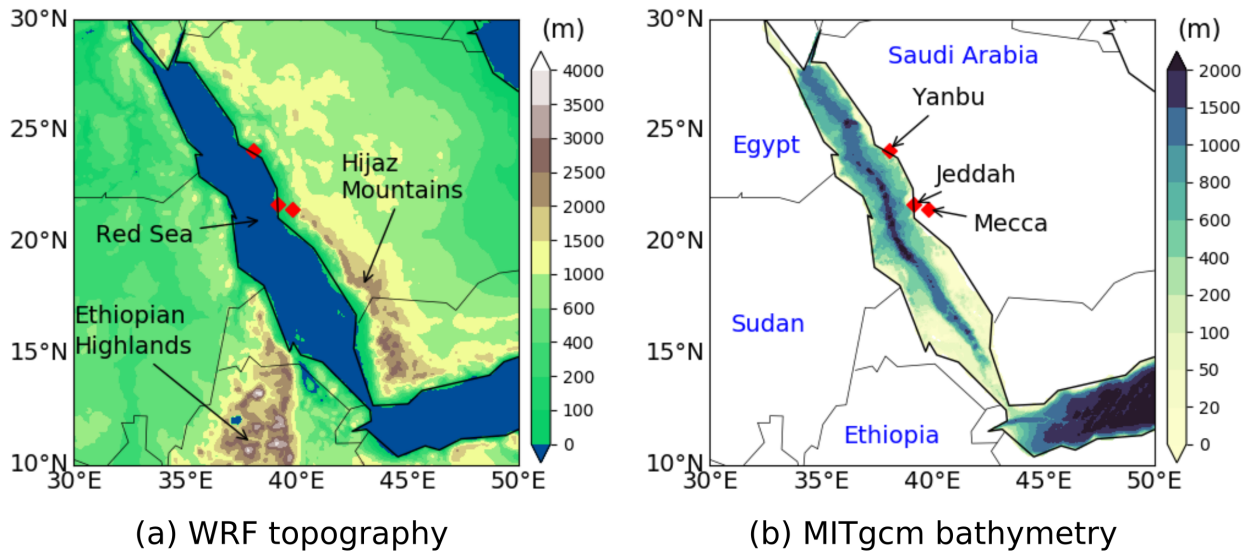 30°N
25°N
20°N
15°N
10°N
30°E
35°E
40°E
45°E
50°E
Hijaz
Mountains
Red Sea
Ethiopian
Highlands
(m)
4000
3500
3000
2500
2000
1500
1000
600
400
200
100
0
(a) WRF topography
30°N
25°N
20°N
15°N
10°N
30°E
35°E
40°E
45°E
50°E
Saudi Arabia
Yanbu
Egypt
Jeddah
Mecca
Sudan
Ethiopia
(m)
2000
1500
1000
800
600
400
200
100
50
20
0
(b) MITgcm bathymetry